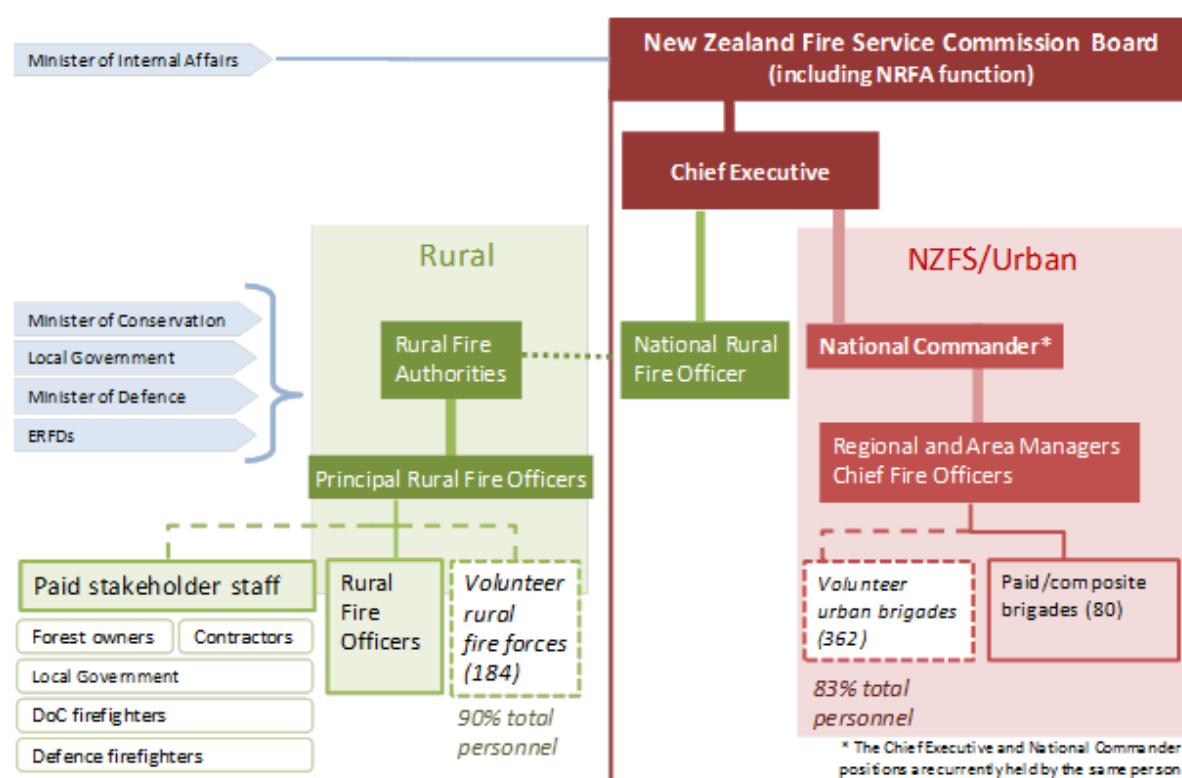 New Zealand Fire Service Commission Board
(including NRFA function)
Minister of Internal Affairs
Chief Executive
Rural
NZFS/Urban
Minister of Conservation
Local Government
Minister of Defence
ERFDs
Rural Fire
Authorities
National Rural
Fire Officer
National Commander*
Regional and Area Managers
Chief Fire Officers
Principal Rural Fire Officers
Paid stakeholder staff
Forest owners
Contractors
Local Government
DoC firefighters
Defence firefighters
Rural
Fire
Officers
Volunteer
rural
fire forces
(184)
90% total
personnel
Volunteer
urban brigades
(362)
83% total
personnel
Paid/composite
brigades (80)
* The Chief Executive and National Commander
positions are currently held by the same person